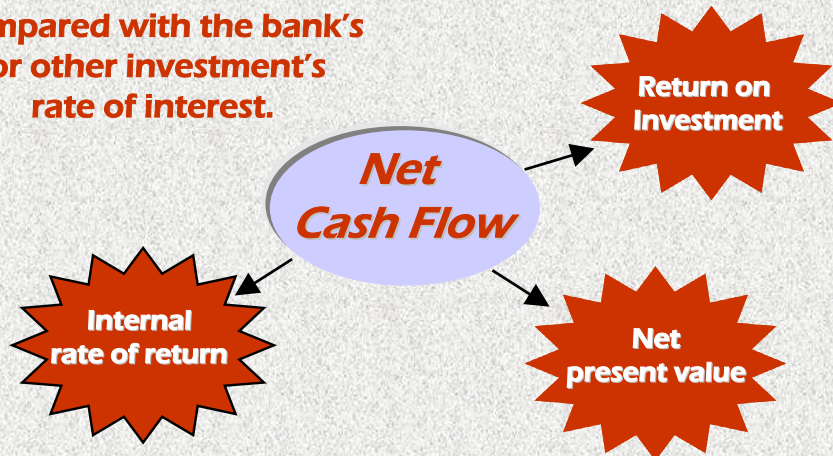 mpared with the bank's
or other investment's
rate of interest.
Return on
Investment
Net
Cash Flow
Internal
rate of return
Net
present value